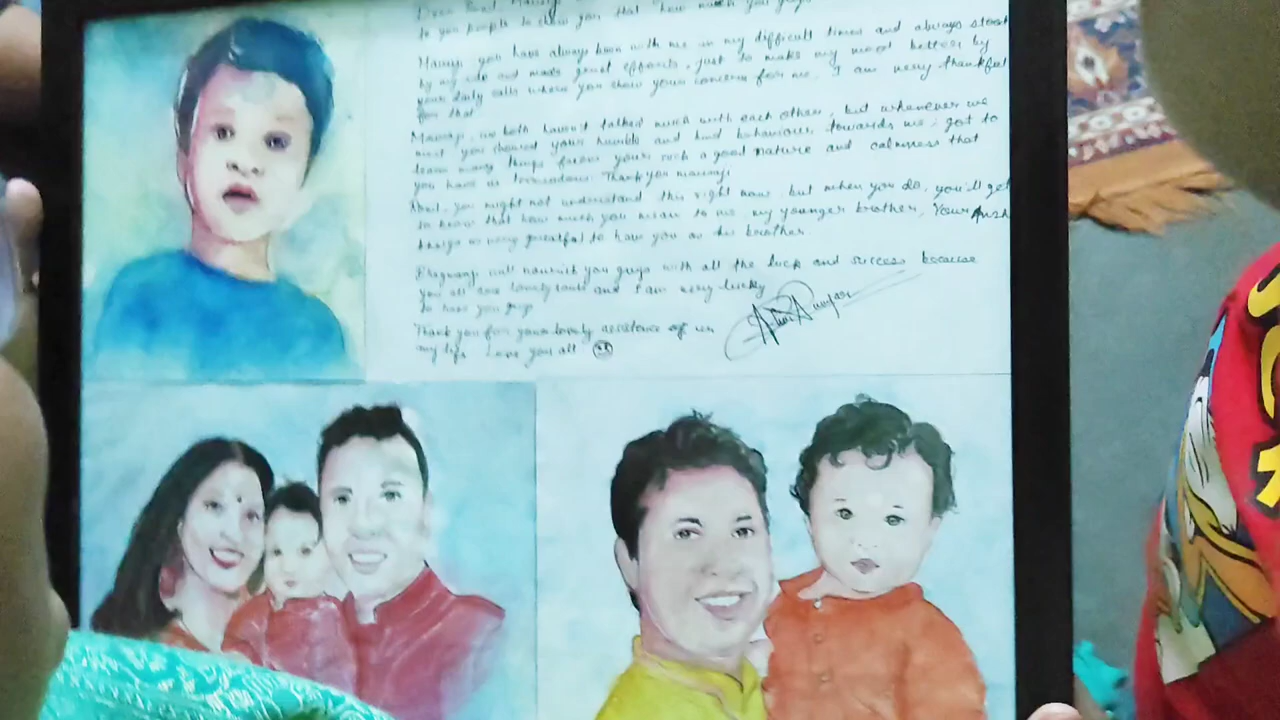 to you people to show you that how much you guys
Mamy, you have always been with me in my difficult times and always stood
by my side and made great efforts, just to make my mood better by
your daily calls where you show your concern for me. I am very thankful
for that
Mamuji, we both haven't talked much with each other, but whenever we
meet you showed your humble and kind behaviour towards me i got to
learn many things from you such a good nature and calmness that
you have is tremendous. Thank you mamuji
you might not understand this right now, but when you do, you'll get
to know that how much you mean to me my younger brother, Your
is very greatful to have you as his brother
will nourish you guys with all the luck and success because
you all are lovely souls and I am very lucky
to have you guys
Thank you for your lovely assistance of in
my life Love you all